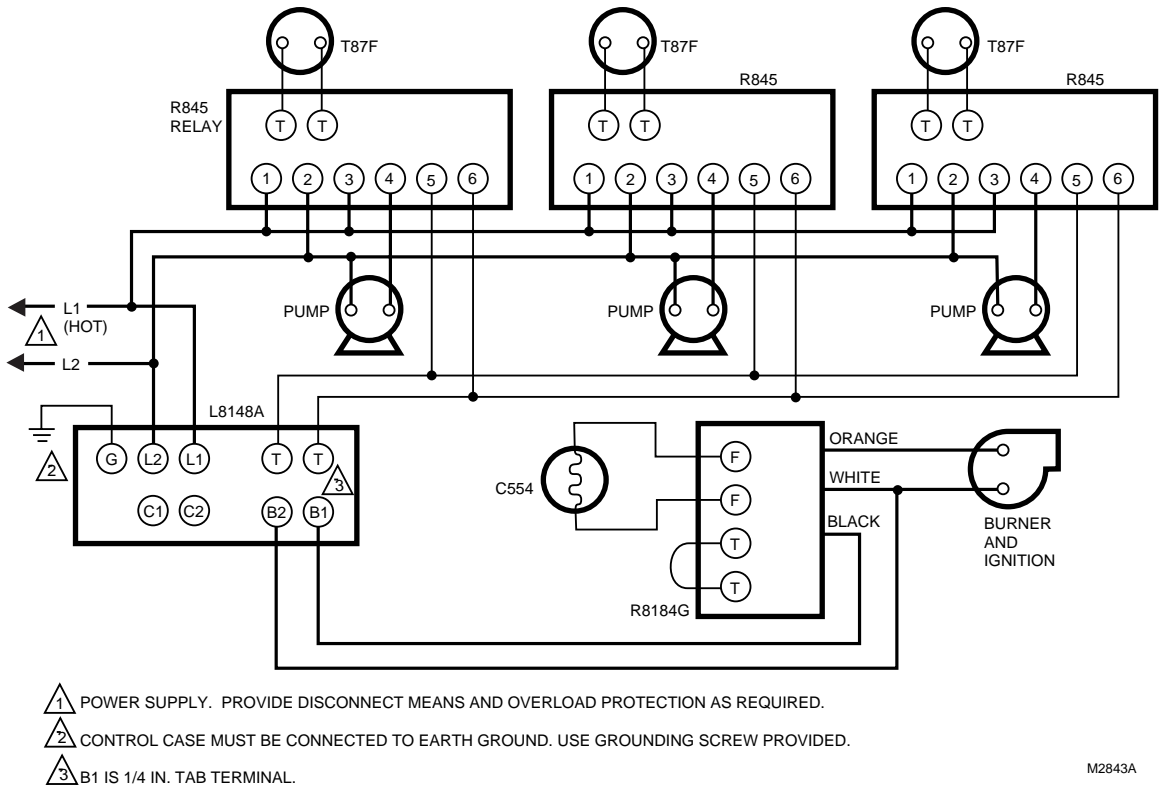 T87F T87F T87F
R845 RELAY R845 R845
T T T T T T
1 2 3 4 5 6 1 2 3 4 5 6 1 2 3 4 5 6
PUMP PUMP PUMP
L1
(HOT)
1
L2
L8148A
G L2 L1 T T
2
3
C1 C2 B2 B1
C554
F
F
T
T
R8184G
ORANGE
WHITE
BLACK
BURNER
AND
IGNITION
1 POWER SUPPLY. PROVIDE DISCONNECT MEANS AND OVERLOAD PROTECTION AS REQUIRED.
2 CONTROL CASE MUST BE CONNECTED TO EARTH GROUND. USE GROUNDING SCREW PROVIDED.
3 B1 IS 1/4 IN. TAB TERMINAL.
M2843A